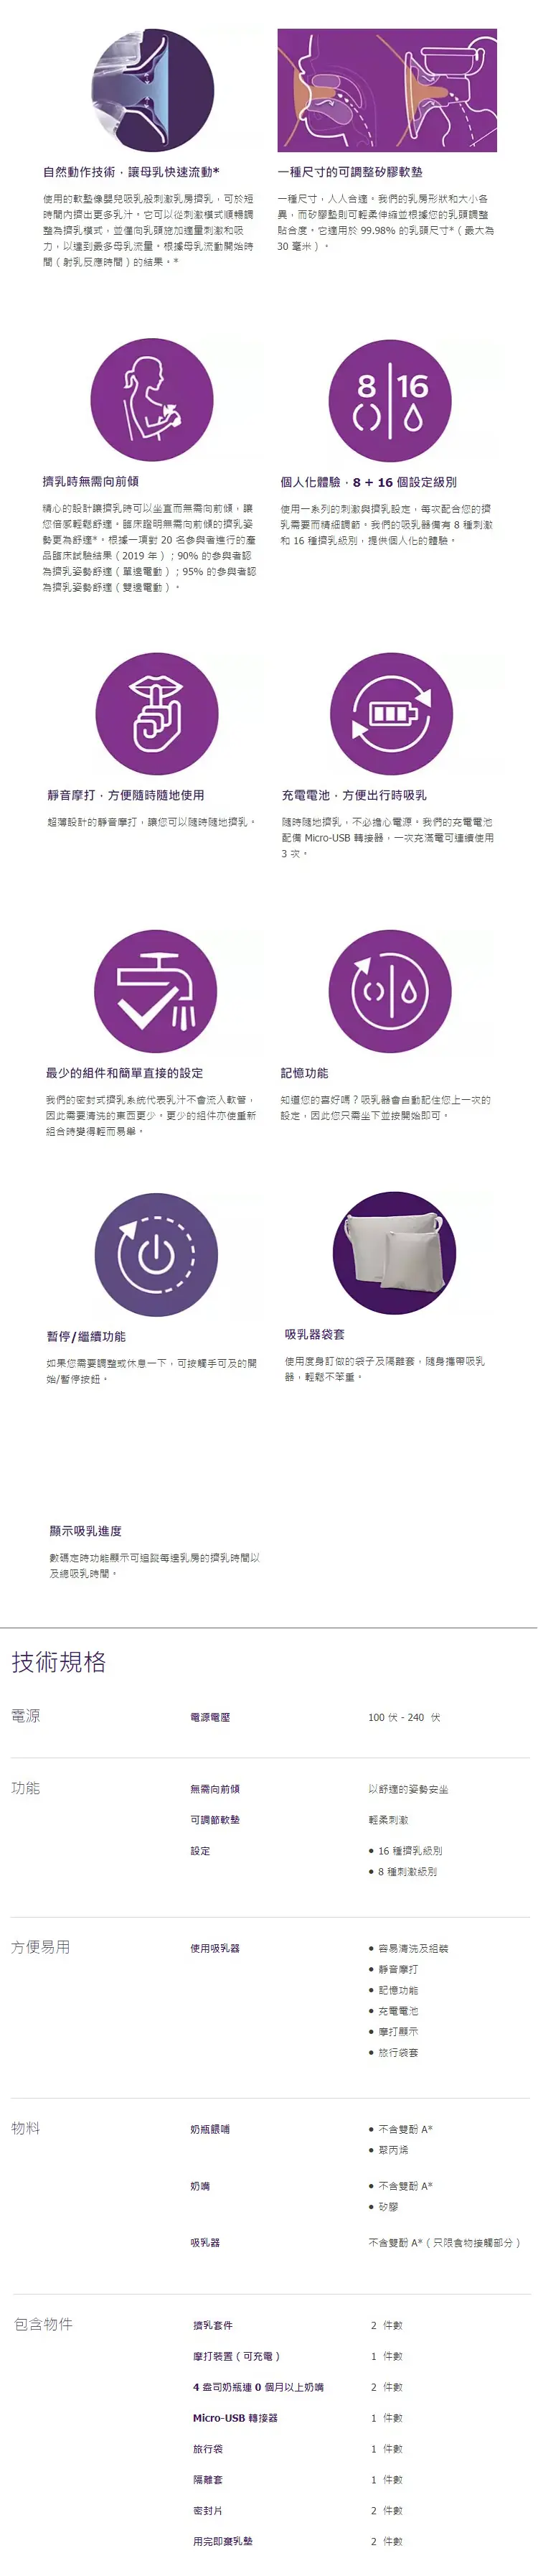 自然動作技術，讓母乳快速流動*
使用的軟墊像嬰兒吸乳般刺激乳房擠乳，可於短
時間內擠出更多乳汁。它可以從刺激模式順暢調
整為擠乳模式，並僅向乳頭施加適量刺激和吸
力，以達到最多母乳流量。根據母乳流動開始時
間（射乳反應時間）的結果。*
一種尺寸的可調整矽膠軟墊
一種尺寸，人人合適。我們的乳房形狀和大小各
異，而矽膠墊則可輕柔伸縮並根據您的乳頭調整
貼合度。它適用於 99.98% 的乳頭尺寸*（最大為
30 毫米）。
擠乳時無需向前傾
精心的設計讓擠乳時可以坐直而無需向前傾，讓
您倍感輕鬆舒適。臨床證明無需向前傾的擠乳姿
勢更為舒適*。根據一項對 20 名參與者進行的產
品臨床試驗結果（2019 年）；90% 的參與者認
為擠乳姿勢舒適（單邊電動）；95% 的參與者認
為擠乳姿勢舒適（雙邊電動）。
8 16
個人化體驗，8 + 16 個設定級別
使用一系列的刺激與擠乳設定，每次配合您的擠
乳需要而精細調節。我們的吸乳器備有 8 種刺激
和 16 種擠乳級別，提供個人化的體驗。
靜音摩打，方便隨時隨地使用
超薄設計的靜音摩打，讓您可以隨時隨地擠乳。
充電電池，方便出行時吸乳
隨時隨地擠乳，不必擔心電源。我們的充電電池
配備 Micro-USB 轉接器，一次充滿電可連續使用
3 次。
最少的組件和簡單直接的設定
我們的密封式擠乳系統代表乳汁不會流入軟管，
因此需要清洗的東西更少。更少的組件亦使重新
組合時變得輕而易舉。
記憶功能
知道您的喜好嗎？吸乳器會自動記住您上一次的
設定，因此您只需坐下並按開始即可。
暫停/繼續功能
如果您需要調整或休息一下，可按觸手可及的開
始/暫停按鈕。
吸乳器袋套
使用度身訂做的袋子及隔離套，隨身攜帶吸乳
器，輕鬆不笨重。
顯示吸乳進度
數碼定時功能顯示可追蹤每邊乳房的擠乳時間以
及總吸乳時間。
技術規格
電源
電源電壓
100 伏 - 240 伏
功能
無需向前傾
以舒適的姿勢安坐
可調節軟墊
輕柔刺激
設定
• 16 種擠乳級別
• 8 種刺激級別
方便易用
使用吸乳器
• 容易清洗及組裝
• 靜音摩打
• 記憶功能
• 充電電池
• 摩打顯示
• 旅行袋套
物料
奶瓶餵哺
• 不含雙酚 A*
• 聚丙烯
奶嘴
• 不含雙酚 A*
• 矽膠
吸乳器
不含雙酚 A*（只限食物接觸部分）
包含物件
擠乳套件
2 件數
摩打裝置（可充電）
1 件數
4 盎司奶瓶連 0 個月以上奶嘴
2 件數
Micro-USB 轉接器
1 件數
旅行袋
1 件數
隔離套
1 件數
密封片
2 件數
用完即棄乳墊
2 件數